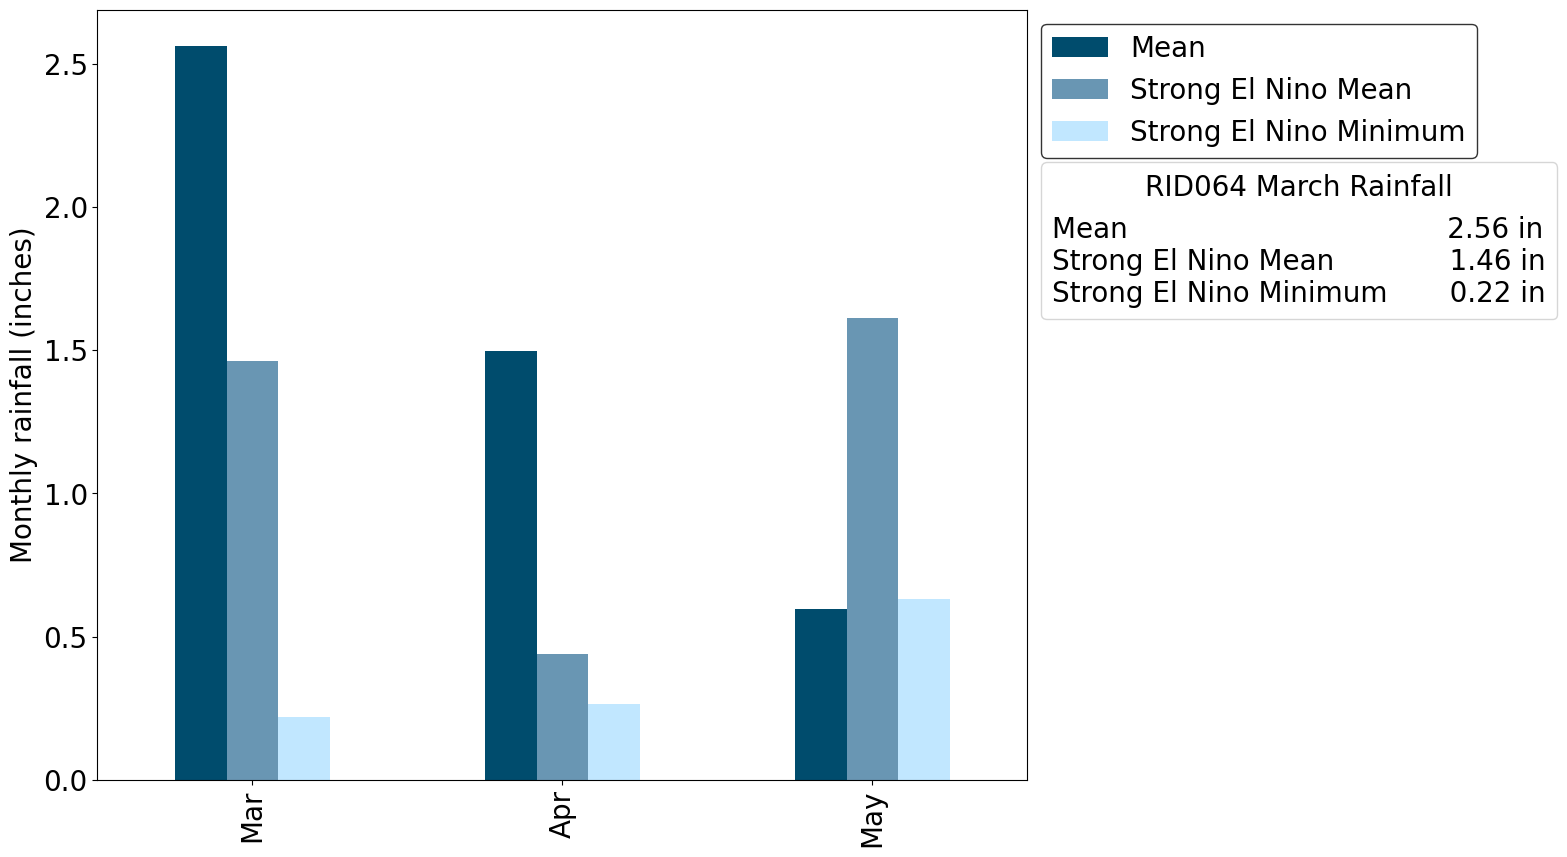 Monthly rainfall (inches)
2.5
2.0
1.5
1.0
0.5
0.0
Mar
Apr
May
Mean
Strong El Nino Mean
Strong El Nino Minimum
RID064 March Rainfall
Mean 2.56 in
Strong El Nino Mean 1.46 in
Strong El Nino Minimum 0.22 in